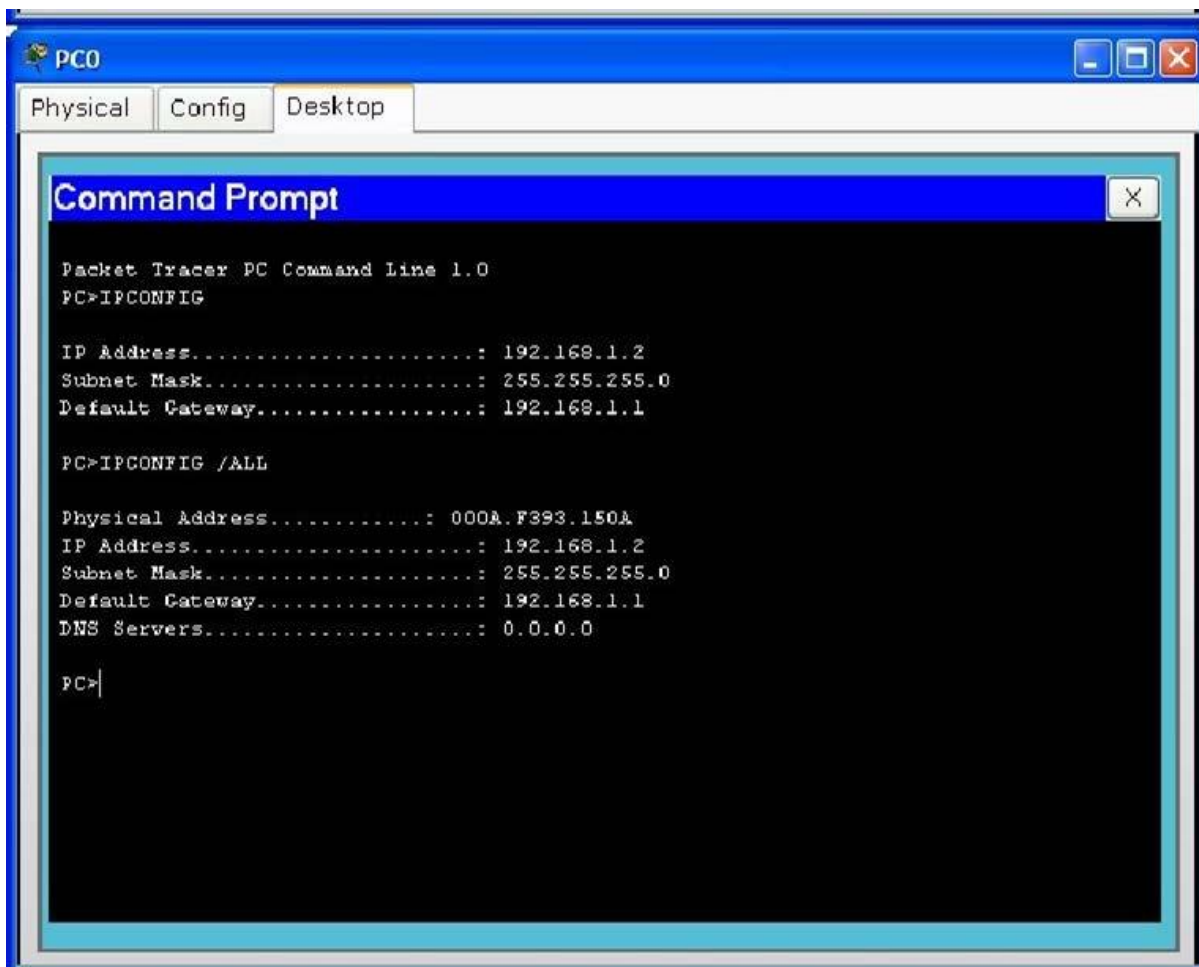 PC0
Physical Config Desktop
Command Prompt
X
Packet Tracer PC Command Line 1.0
PC>IPCONFIG
IP Address......................: 192.168.1.2
Subnet Mask.....................: 255.255.255.0
Default Gateway.................: 192.168.1.1
PC>IPCONFIG /ALL
Physical Address............: 000A.F393.150A
IP Address......................: 192.168.1.2
Subnet Mask.....................: 255.255.255.0
Default Gateway.................: 192.168.1.1
DNS Servers.....................: 0.0.0.0
PC>